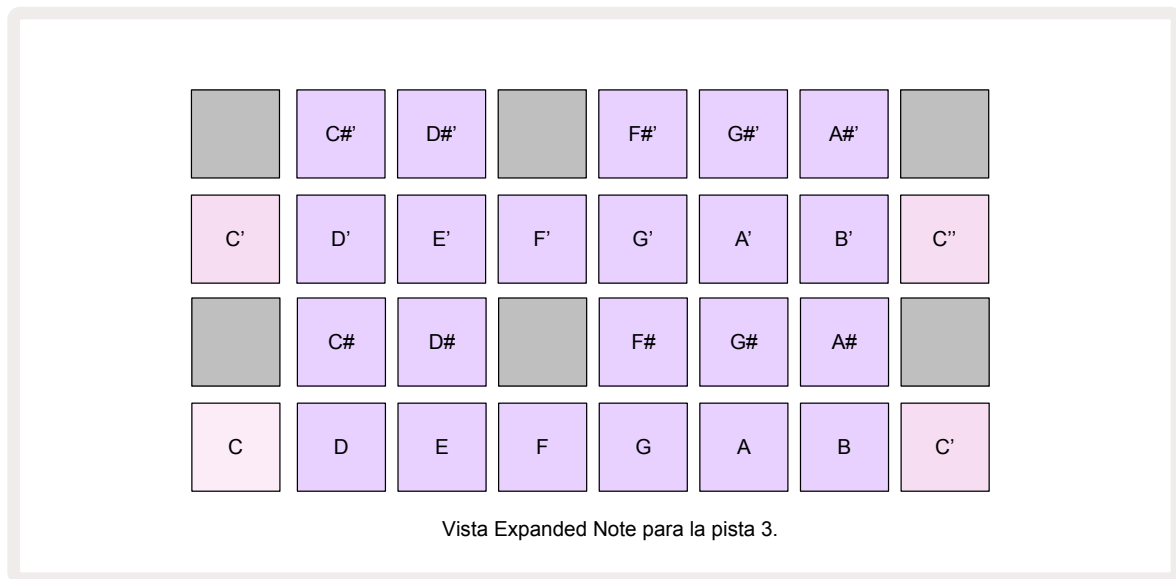 C#’ D#’ F#’ G#’ A#’
C’ D’ E’ F’ G’ A’ B’ C’’
C# D# F# G# A#
C D E F G A B C’
Vista Expanded Note para la pista 3.